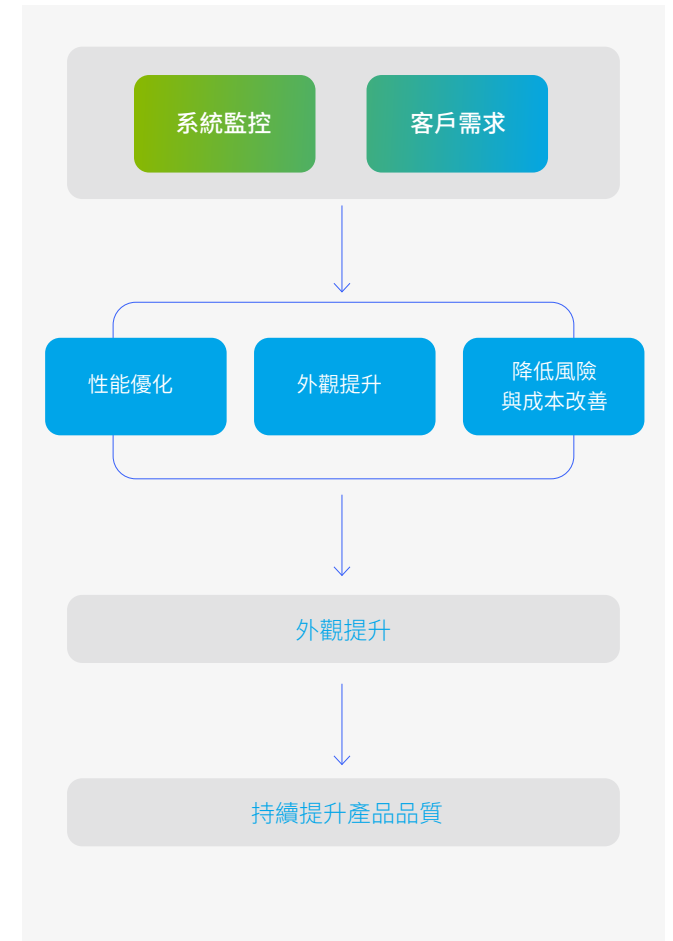 系統監控
客戶需求
性能優化
外觀提升
降低風險
與成本改善
外觀提升
持續提升產品品質